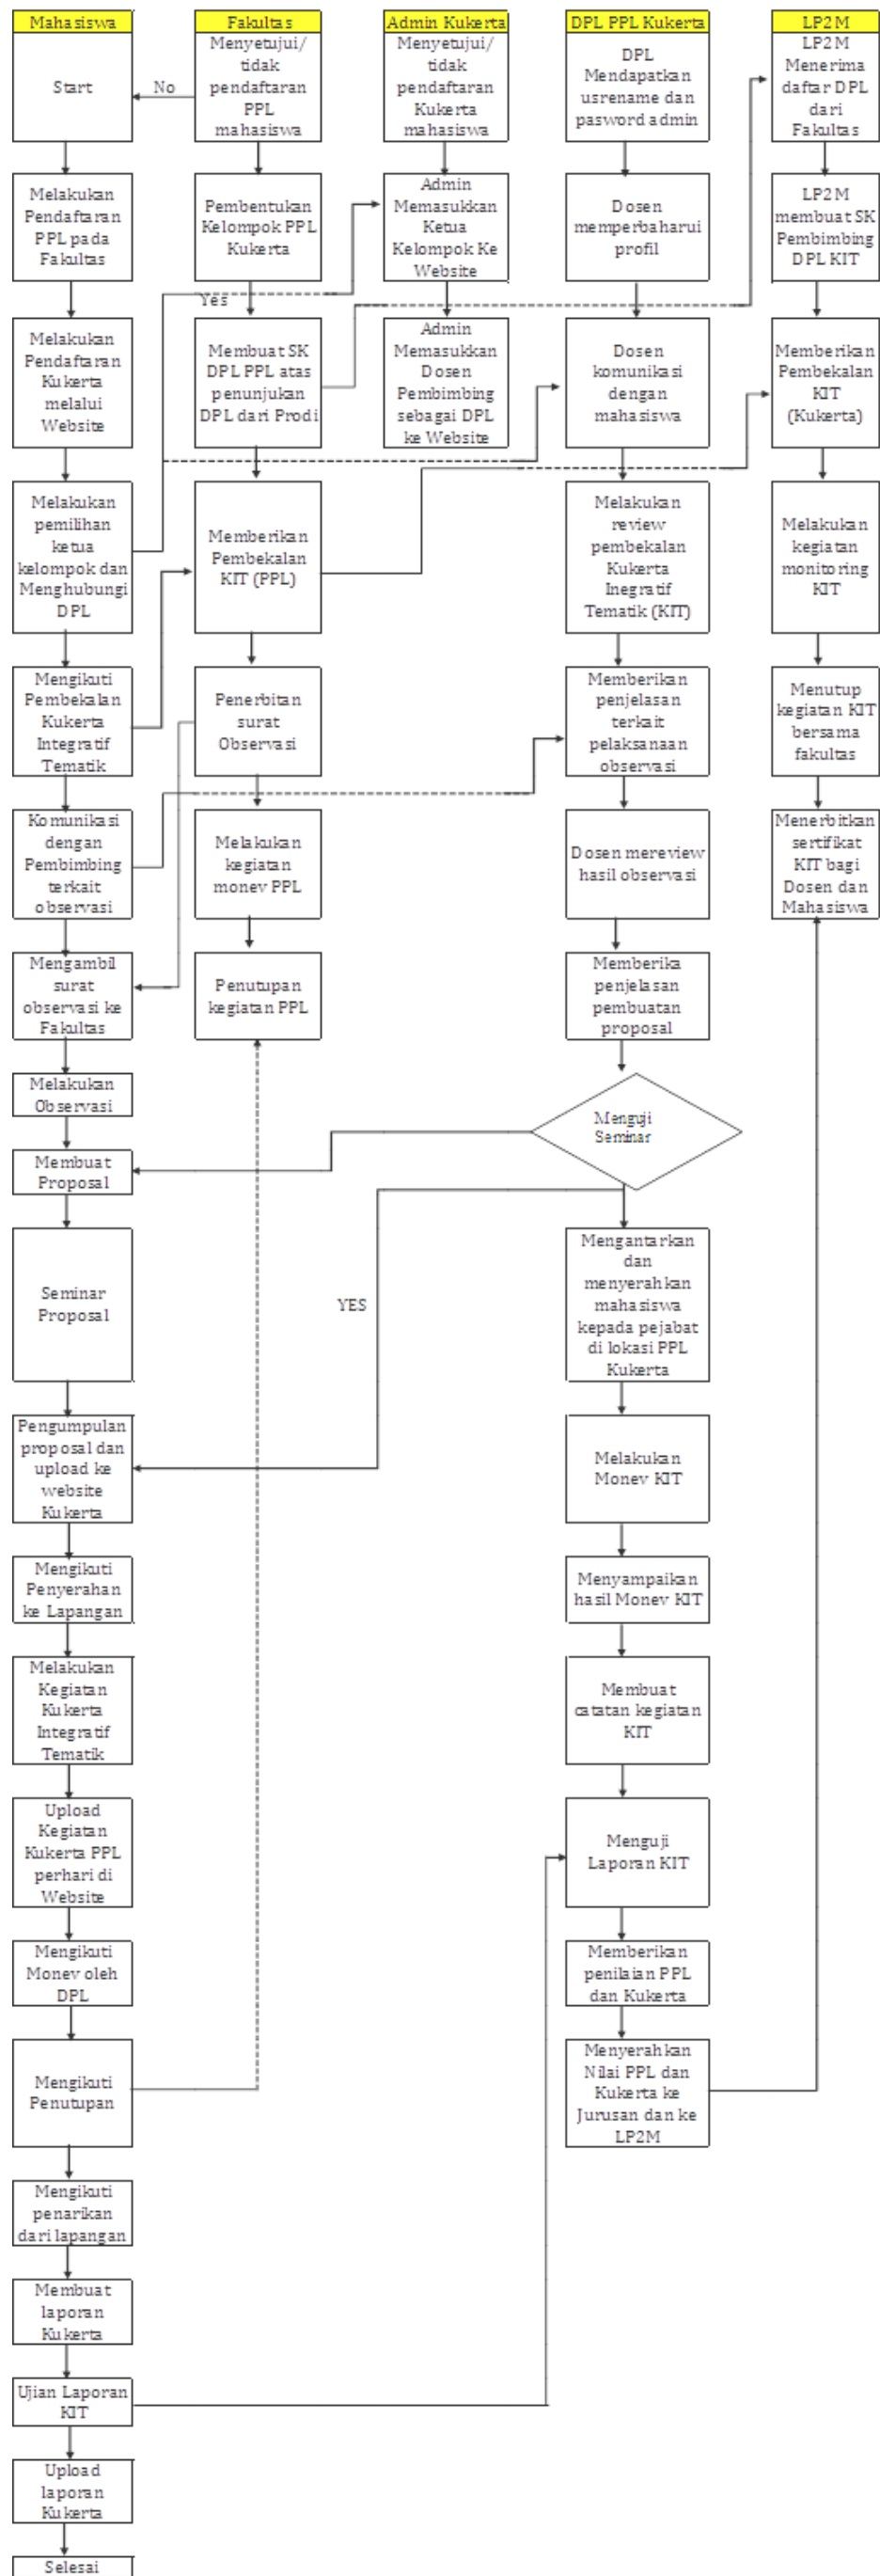 Mahasiswa
Start
Melakukan
Pendaftaran
PPL pada
Fakultas
Melakukan
Pendaftaran
Kukerta
melalui
Website
Melakukan
pemilihan
ketua
kelompok dan
Menghubungi
DPL
Mengikuti
Pembekalan
Kukerta
Integratif
Tematik
Komunikasi
dengan
Pembimbing
terkait
observasi
Mengambil
surat
observasi ke
Fakultas
Melakukan
Observasi
Membuat
Proposal
Seminar
Proposal
Pengumpulan
proposal dan
upload ke
website
Kukerta
Mengikuti
Penyerahan
ke Lapangan
Melakukan
Kegiatan
Kukerta
Integratif
Tematik
Upload
Kegiatan
Kukerta PPL
perhari di
Website
Mengikuti
Monev oleh
DPL
Mengikuti
Penutupan
Mengikuti
penarikan
dari lapangan
Membuat
laporan
Kukerta
Ujian Laporan
KIT
Upload
laporan
Kukerta
Selesai
No
Yes
Fakultas
Menyetujui/
tidak
pendaftaran
PPL
mahasiswa
Pembentukan
Kelompok PPL
Kukerta
Membuat SK
DPL PPL atas
penunjukan
DPL dari Prodi
Memberikan
Pembekalan
KIT (PPL)
Penerbitan
surat
Observasi
Melakukan
kegiatan
monev PPL
Penutupan
kegiatan PPL
YES
Admin Kukerta
Menyetujui/
tidak
pendaftaran
Kukerta
mahasiswa
Admin
Memasukkan
Ketua
Kelompok Ke
Website
Admin
Memasukkan
Dosen
Pembimbing
sebagai DPL
ke Website
DPL PPL Kukerta
DPL
Mendapatkan
usrename dan
pasword admin
Dosen
memperbaharui
profil
Dosen
komunikasi
dengan
mahasiswa
Melakukan
review
pembekalan
Kukerta
Inegratif
Tematik (KIT)
Memberikan
penjelasan
terkait
pelaksanaan
observasi
Dosen mereview
hasil observasi
Memberika
penjelasan
pembuatan
proposal
Menguji
Seminar
Mengantarkan
dan
menyerahkan
mahasiswa
kepada pejabat
di lokasi PPL
Kukerta
Melakukan
Monev KIT
Menyampaikan
hasil Monev KIT
Membuat
catatan kegiatan
KIT
Menguji
Laporan KIT
Memberikan
penilaian PPL
dan Kukerta
Menyerahkan
Nilai PPL dan
Kukerta ke
Jurusan dan ke
LP2M
LP2M
LP2M
Menerima
daftar DPL
dari
Fakultas
LP2M
membuat SK
Pembimbing
DPL KIT
Memberikan
Pembekalan
KIT
(Kukerta)
Melakukan
kegiatan
monitoring
KIT
Menutup
kegiatan KIT
bersama
fakultas
Menerbitkan
sertifikat
KIT bagi
Dosen dan
Mahasiswa